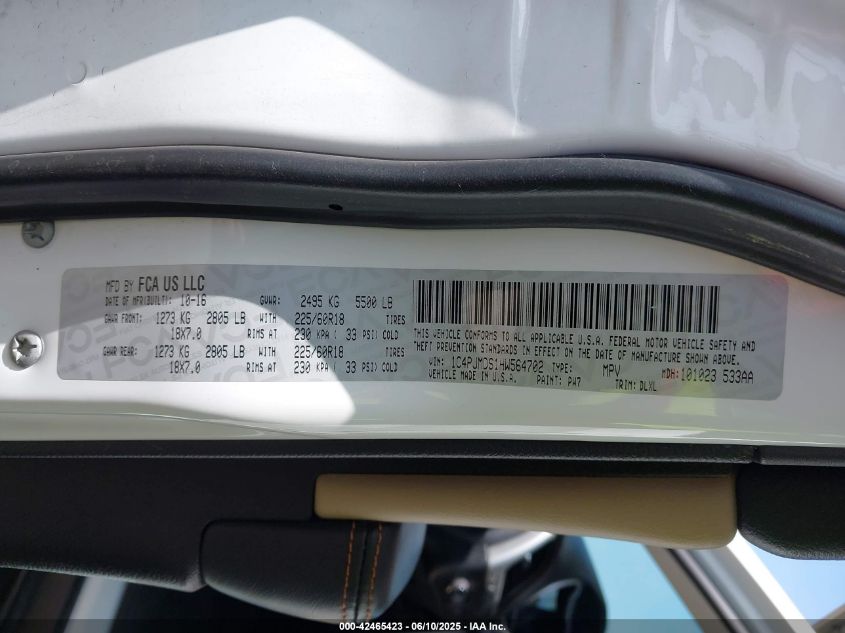 MFD BY FCA US LLC
DATE OF MFR(BUILT): 10-16 GVWR: 2495 KG 5500 LB
GAWR FRONT: 1273 KG 2805 LB WITH 225/60R18 TIRES
18X7.0 RIMS AT 230 KPA ( 33 PSI) COLD
GAWR REAR: 1273 KG 2805 LB WITH 225/60R18 TIRES
18X7.0 RIMS AT 230 KPA ( 33 PSI) COLD
THIS VEHICLE CONFORMS TO ALL APPLICABLE U.S.A. FEDERAL MOTOR VEHICLE SAFETY AND
THEFT PREVENTION STANDARDS IN EFFECT ON THE DATE OF MANUFACTURE SHOWN ABOVE.
VIN: 1C4PJMDS1HW564702 TYPE: MPV MDH: 101023 533AA
VEHICLE MADE IN U.S.A. PAINT: PW7 TRIM: DLXL
000-42465423 | 06/10/2025 - IAA Inc.